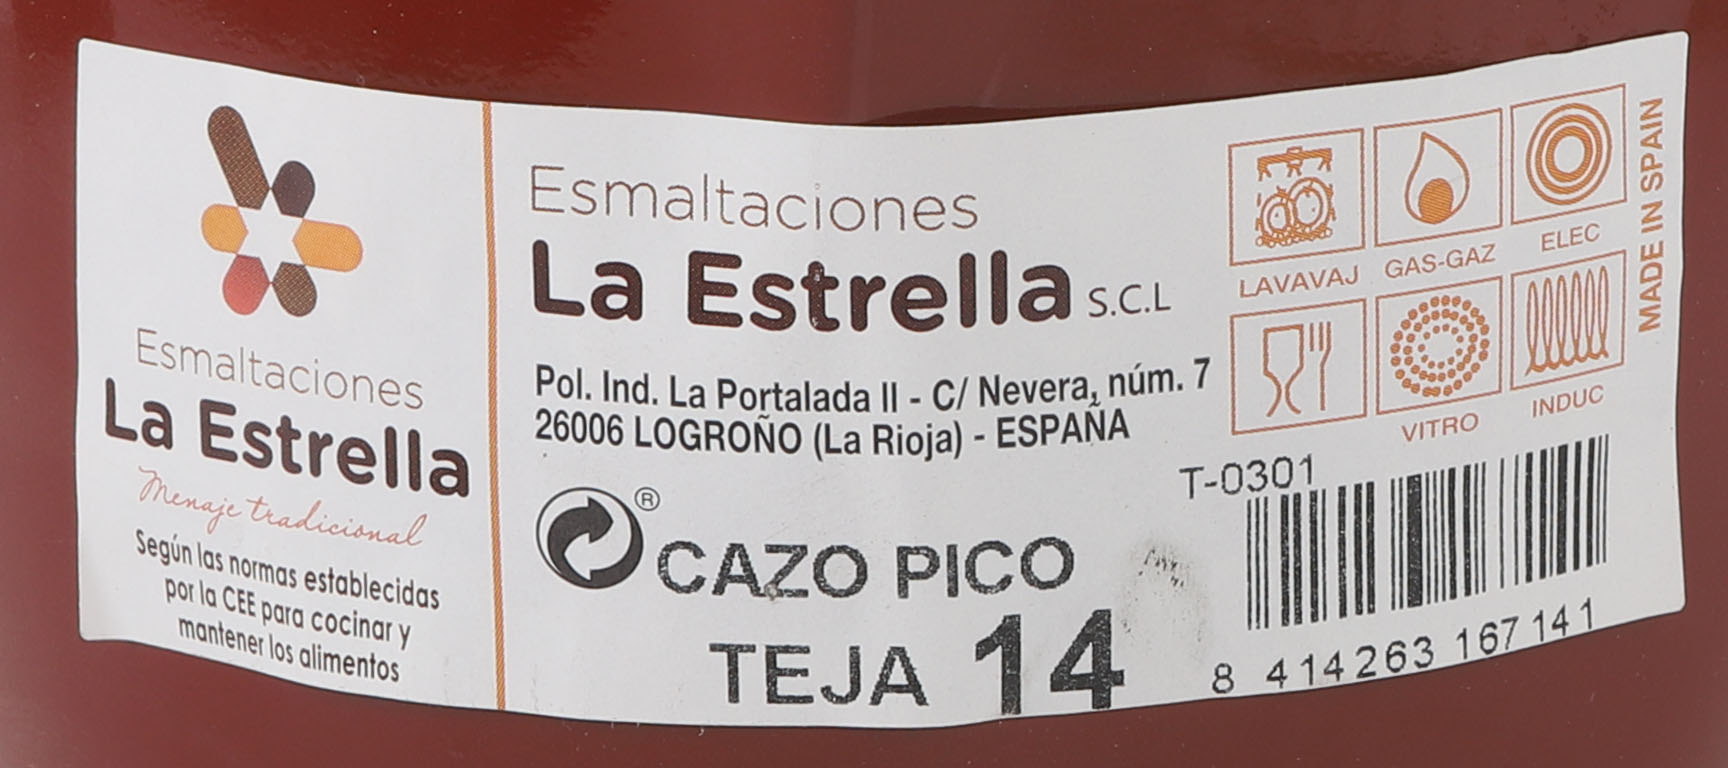 Esmaltaciones
La Estrella
Menaje tradicional
Según las normas establecidas
por la CEE para cocinar y
mantener los alimentos
Esmaltaciones
La Estrella S.C.L
Pol. Ind. La Portalada II - C/ Nevera, núm. 7
26006 LOGROÑO (La Rioja) - ESPAÑA
®
CAZO PICO
TEJA 14
LAVAVAJ GAS-GAZ ELEC
VITRO INDUC
MADE IN SPAIN
T-0301
8 414263 167141